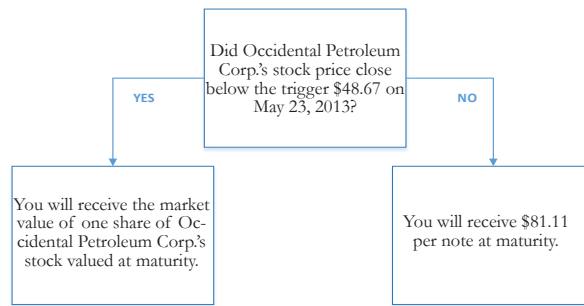 Did Occidental Petroleum
Corp.'s stock price close
below the trigger $48.67 on
May 23, 2013?
YES
NO
You will receive the market
value of one share of Oc-
cidental Petroleum Corp.'s
stock valued at maturity.
You will receive $81.11
per note at maturity.